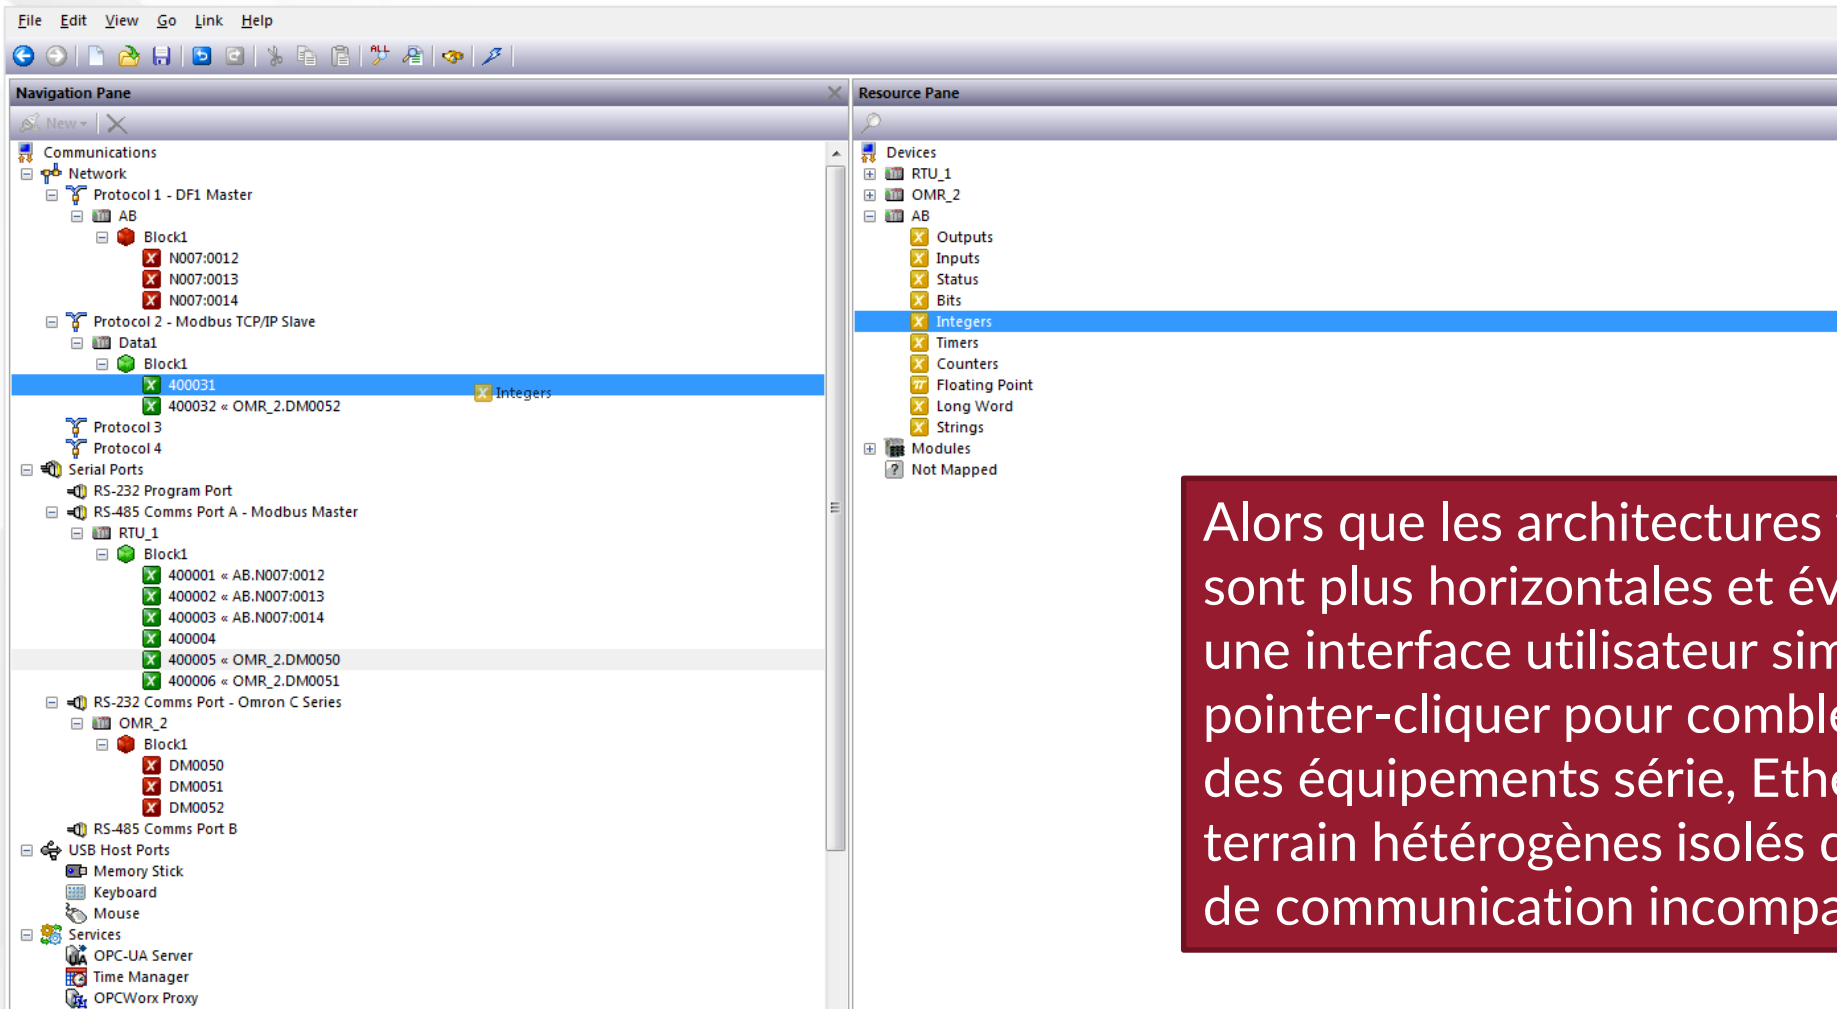 File Edit View Go Link Help
ALL
Navigation Pane
New
Communications
Network
Protocol 1 - DF1 Master
AB
Block1
N007:0012
N007:0013
N007:0014
Protocol 2 - Modbus TCP/IP Slave
Data1
Block1
400031
Integers
400032 « OMR_2.DM0052
Protocol 3
Protocol 4
Serial Ports
RS-232 Program Port
RS-485 Comms Port A - Modbus Master
RTU_1
Block1
400001 « AB.N007:0012
400002 « AB.N007:0013
400003 « AB.N007:0014
400004
400005 « OMR_2.DM0050
400006 « OMR_2.DM0051
RS-232 Comms Port - Omron C Series
OMR_2
Block1
DM0050
DM0051
DM0052
RS-485 Comms Port B
USB Host Ports
Memory Stick
Keyboard
Mouse
Services
OPC-UA Server
Time Manager
OPCWorx Proxy
Resource Pane
Devices
RTU_1
OMR_2
AB
Outputs
Inputs
Status
Bits
Integers
Timers
Counters
Floating Point
Long Word
Strings
Modules
Not Mapped
Alors que les architectures
sont plus horizontales et
une interface utilisateur
pointer-cliquer pour
des équipements série,
terrain hétérogènes isolés
de communication